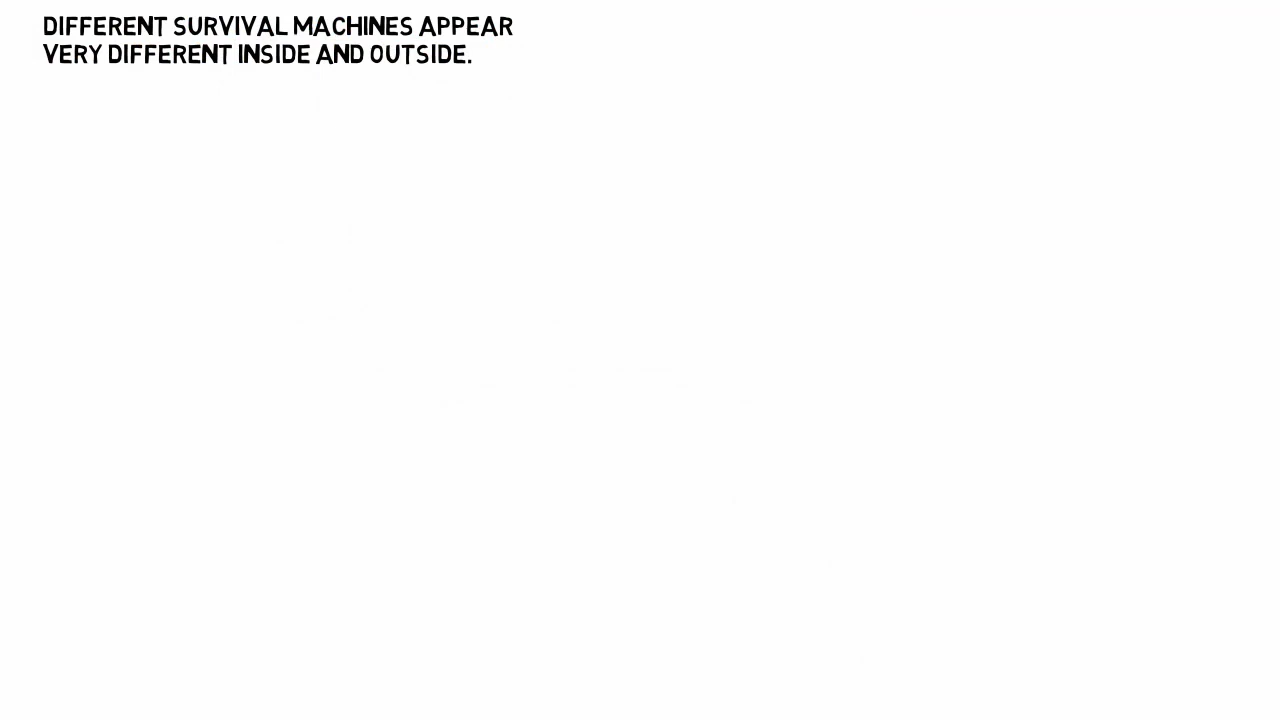 DIFFERENT SURVIVAL MACHINES APPEAR
VERY DIFFERENT INSIDE AND OUTSIDE.